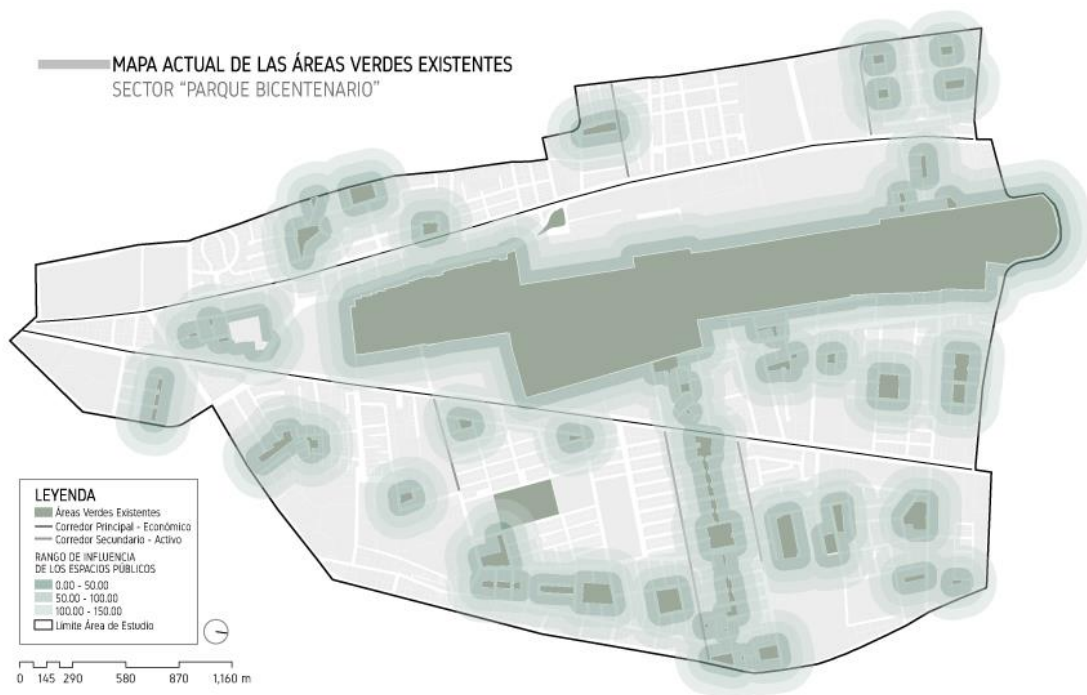 MAPA ACTUAL DE LAS ÁREAS VERDES EXISTENTES
SECTOR "PARQUE BICENTENARIO"
LEYENDA
Áreas Verdes Existentes
Corredor Principal - Económico
Corredor Secundario - Activo
RANGO DE INFLUENCIA
DE LOS ESPACIOS PÚBLICOS
0.00 - 50.00
50.00 - 100.00
100.00 - 150.00
Límite Área de Estudio
0 145 290 580 870 1,160 m